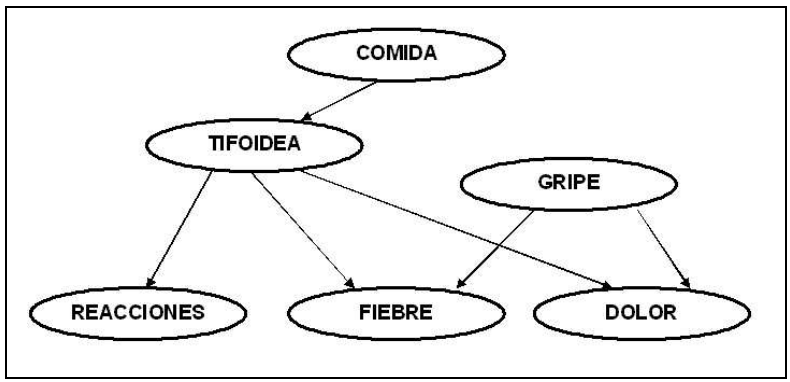 COMIDA
TIFOIDEA
GRIPE
REACCIONES
FIEBRE
DOLOR